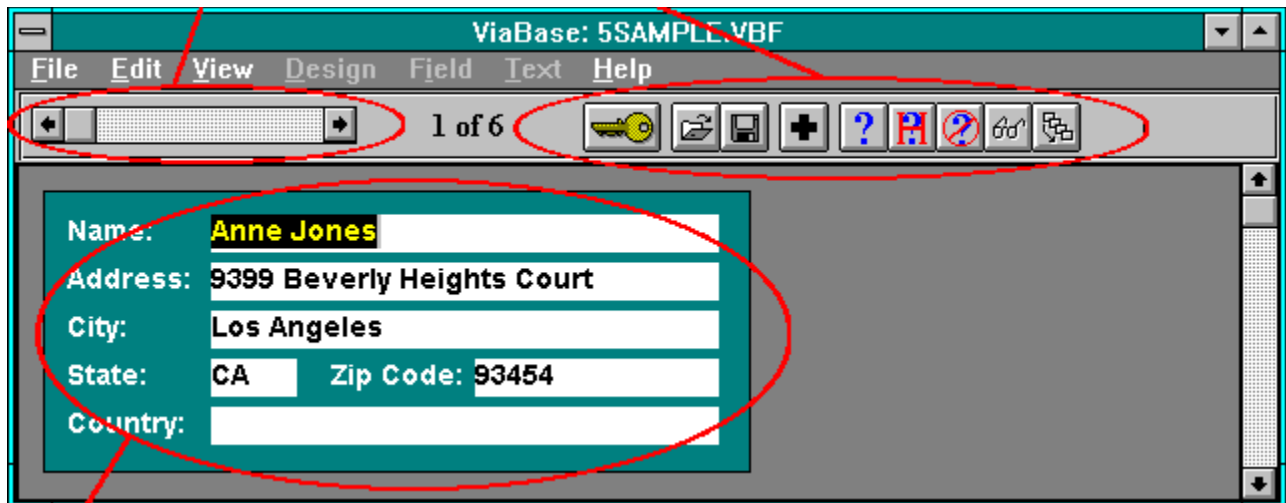 ViaBase: 5SAMPLE.VBF
File Edit View Design Field Text Help
1 of 6 ? H? ?
Name: Anne Jones
Address: 9399 Beverly Heights Court
City: Los Angeles
State: CA Zip Code: 93454
Country: